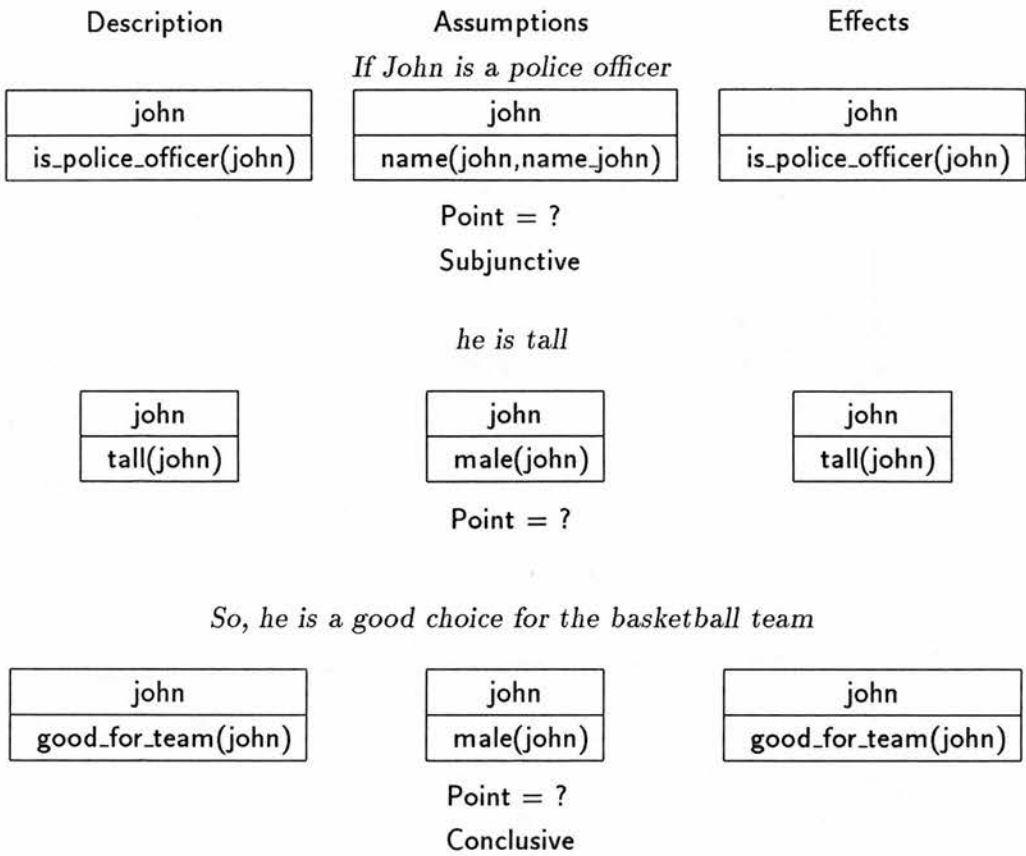 Description Assumptions Effects
If John is a police officer
john john john
is_police_officer(john) name(john,name_john) is_police_officer(john)
Point = ?
Subjunctive
he is tall
john john john
tall(john) male(john) tall(john)
Point = ?
So, he is a good choice for the basketball team
john john john
good_for_team(john) male(john) good_for_team(john)
Point = ?
Conclusive